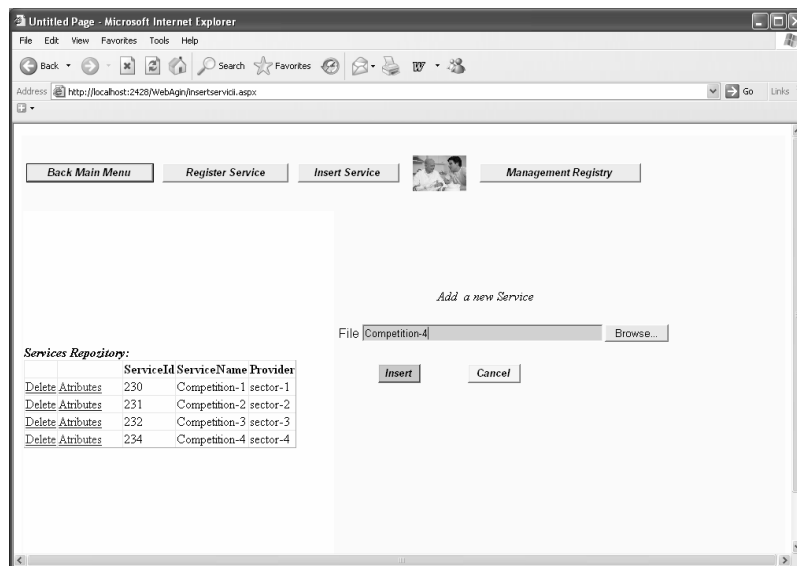 Untitled Page - Microsoft Internet Explorer
File Edit View Favorites Tools Help
Back Search Favorites W
Address http://localhost:2428/WebAgin/insertservicii.aspx Go Links
Back Main Menu Register Service Insert Service Management Registry
Add a new Service
File Competition-4 Browse...
Insert Cancel
Services Repozitory:
ServiceId ServiceName Provider
Delete Atributes 230 Competition-1 sector-1
Delete Atributes 231 Competition-2 sector-2
Delete Atributes 232 Competition-3 sector-3
Delete Atributes 234 Competition-4 sector-4